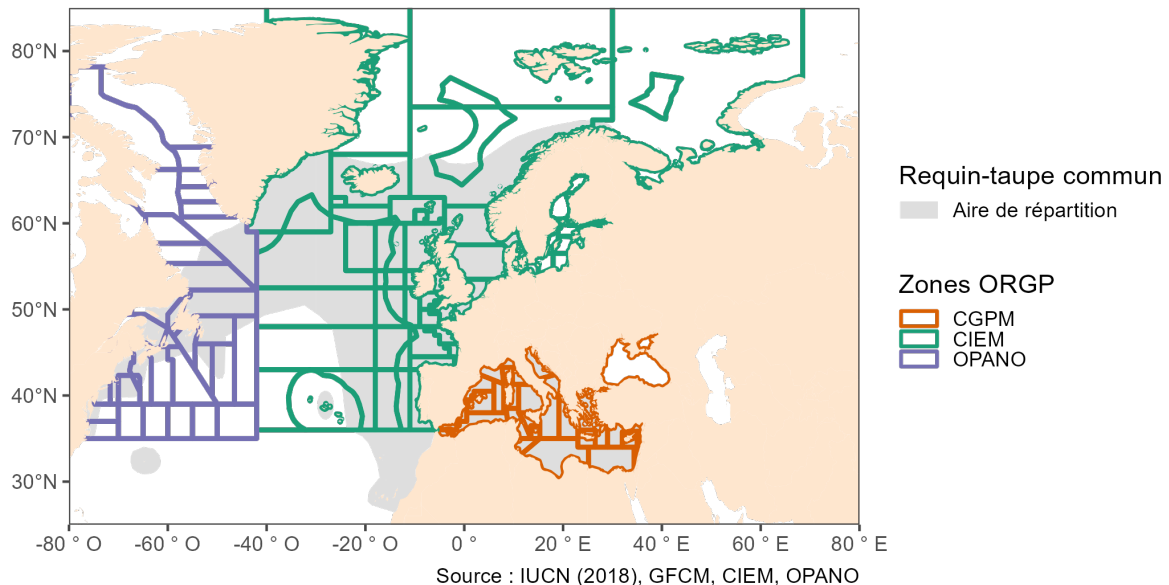 80°N
70°N
60°N
50°N
40°N
30°N
-80° O
-60° O
-40° O
-20° O
0°
20° E
40° E
60° E
80° E
Requin-taupe commun
Aire de répartition
Zones ORGP
CGPM
CIEM
OPANO
Source : IUCN (2018), GFCM, CIEM, OPANO